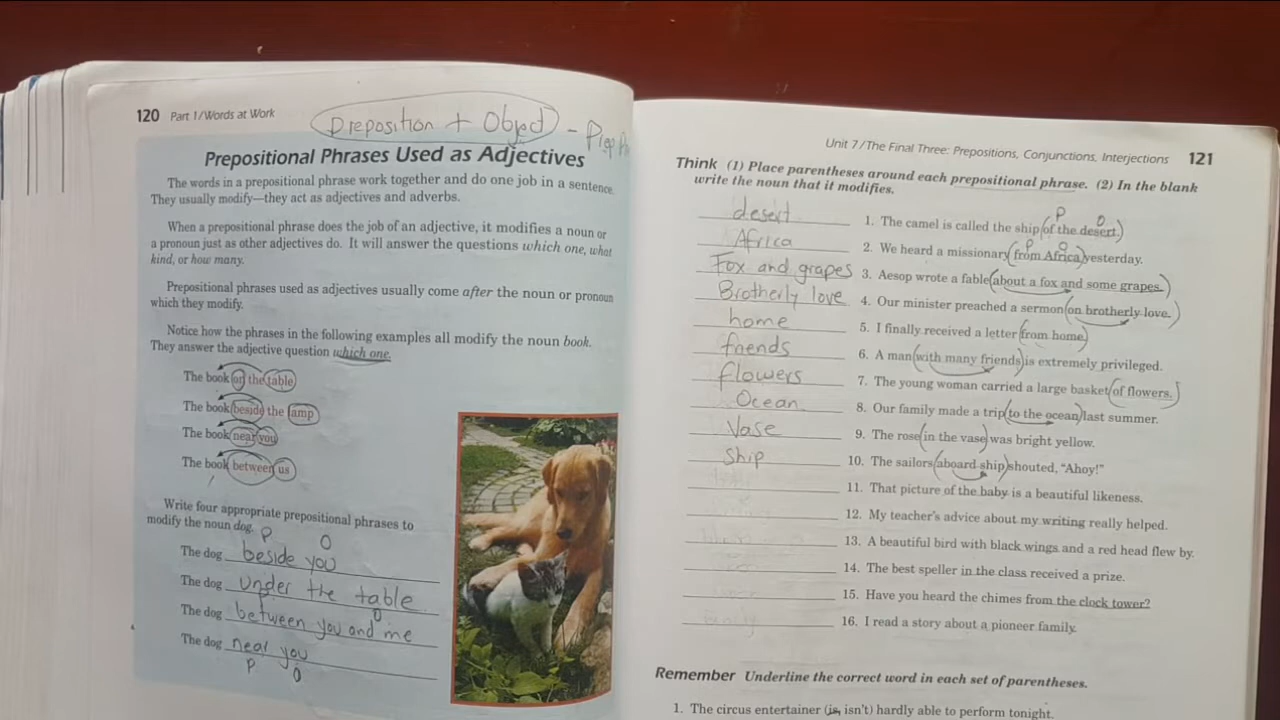 120 Part 1/Words at Work
Preposition + Object - Prep
Prepositional Phrases Used as Adjectives
The words in a prepositional phrase work together and do one job in a sentence.
They usually modify—they act as adjectives and adverbs.
When a prepositional phrase does the job of an adjective, it modifies a noun or
a pronoun just as other adjectives do. It will answer the questions which one, what
kind, or how many.
Prepositional phrases used as adjectives usually come after the noun or pronoun
which they modify.
Notice how the phrases in the following examples all modify the noun book.
They answer the adjective question which one.
The book on the table
The book beside the lamp
The book near you
The book between us
Write four appropriate prepositional phrases to
modify the noun dog.
P O
The dog beside you
The dog under the table
O
The dog between you and me
The dog near you
P O
Unit 7/The Final Three: Prepositions, Conjunctions, Interjections 121
Think (1) Place parentheses around each prepositional phrase. (2) In the blank
write the noun that it modifies.
P O
desert 1. The camel is called the ship (of the desert.)
P O
Africa 2. We heard a missionary (from Africa) yesterday.
Fox and grapes 3. Aesop wrote a fable (about a fox and some grapes.)
Brotherly love 4. Our minister preached a sermon (on brotherly love.)
home 5. I finally received a letter (from home.)
friends 6. A man (with many friends) is extremely privileged.
flowers 7. The young woman carried a large basket (of flowers.)
Ocean 8. Our family made a trip (to the ocean) last summer.
Vase 9. The rose (in the vase) was bright yellow.
Ship 10. The sailors (aboard ship) shouted, "Ahoy!"
11. That picture of the baby is a beautiful likeness.
12. My teacher's advice about my writing really helped.
13. A beautiful bird with black wings and a red head flew by.
14. The best speller in the class received a prize.
15. Have you heard the chimes from the clock tower?
16. I read a story about a pioneer family.
Remember Underline the correct word in each set of parentheses.
1. The circus entertainer (is, isn't) hardly able to perform tonight.